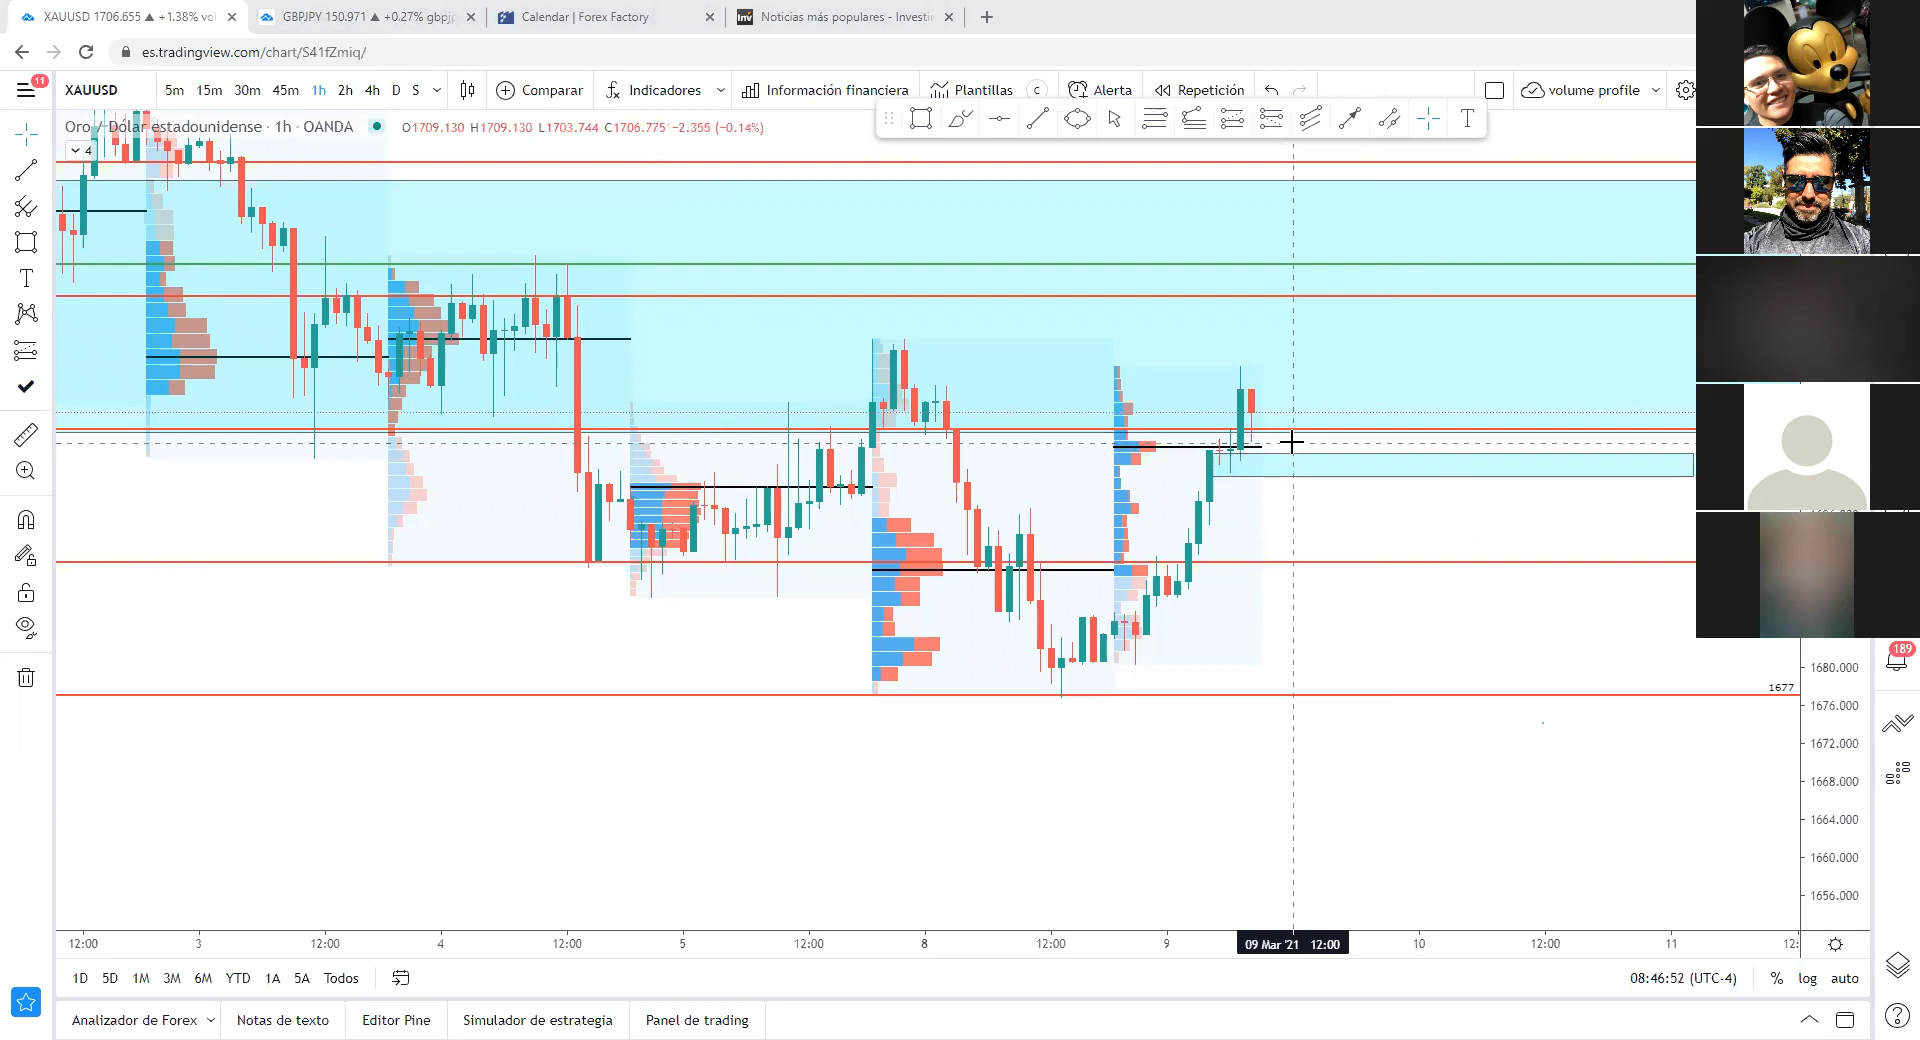 XAUUSD 1706.655 ▲ +1.38% vol
GBPJPY 150.971 ▲ +0.27% gbpjp
Calendar | Forex Factory
Inv Noticias más populares - Investi
es.tradingview.com/chart/S41fZmiq/
11
XAUUSD 5m 15m 30m 45m 1h 2h 4h D S Comparar Indicadores Información financiera Plantillas C Alerta Repetición volume profile
Oro / Dólar estadounidense · 1h · OANDA O1709.130 H1709.130 L1703.744 C1706.775 −2.355 (−0.14%)
4
189
1680.000
1677
1676.000
1672.000
1668.000
1664.000
1660.000
1656.000
12:00 3 12:00 4 12:00 5 12:00 8 12:00 9 09 Mar '21 12:00 10 12:00 11 12:
1D 5D 1M 3M 6M YTD 1A 5A Todos 08:46:52 (UTC-4) % log auto
Analizador de Forex Notas de texto Editor Pine Simulador de estrategia Panel de trading